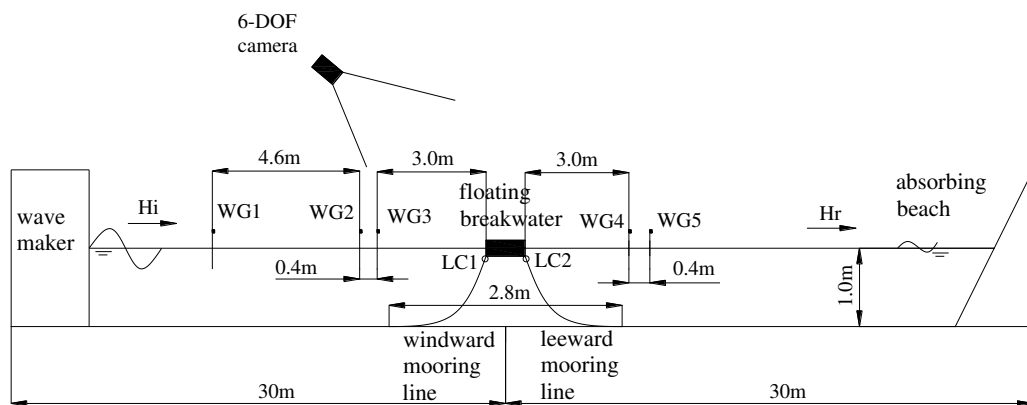 6-DOF
camera
4.6m
3.0m
3.0m
floating
breakwater
absorbing
beach
wave
maker
Hi
WG1
WG2
WG3
WG4
WG5
Hr
LC1
LC2
0.4m
0.4m
2.8m
1.0m
windward
mooring
line
leeward
mooring
line
30m
30m